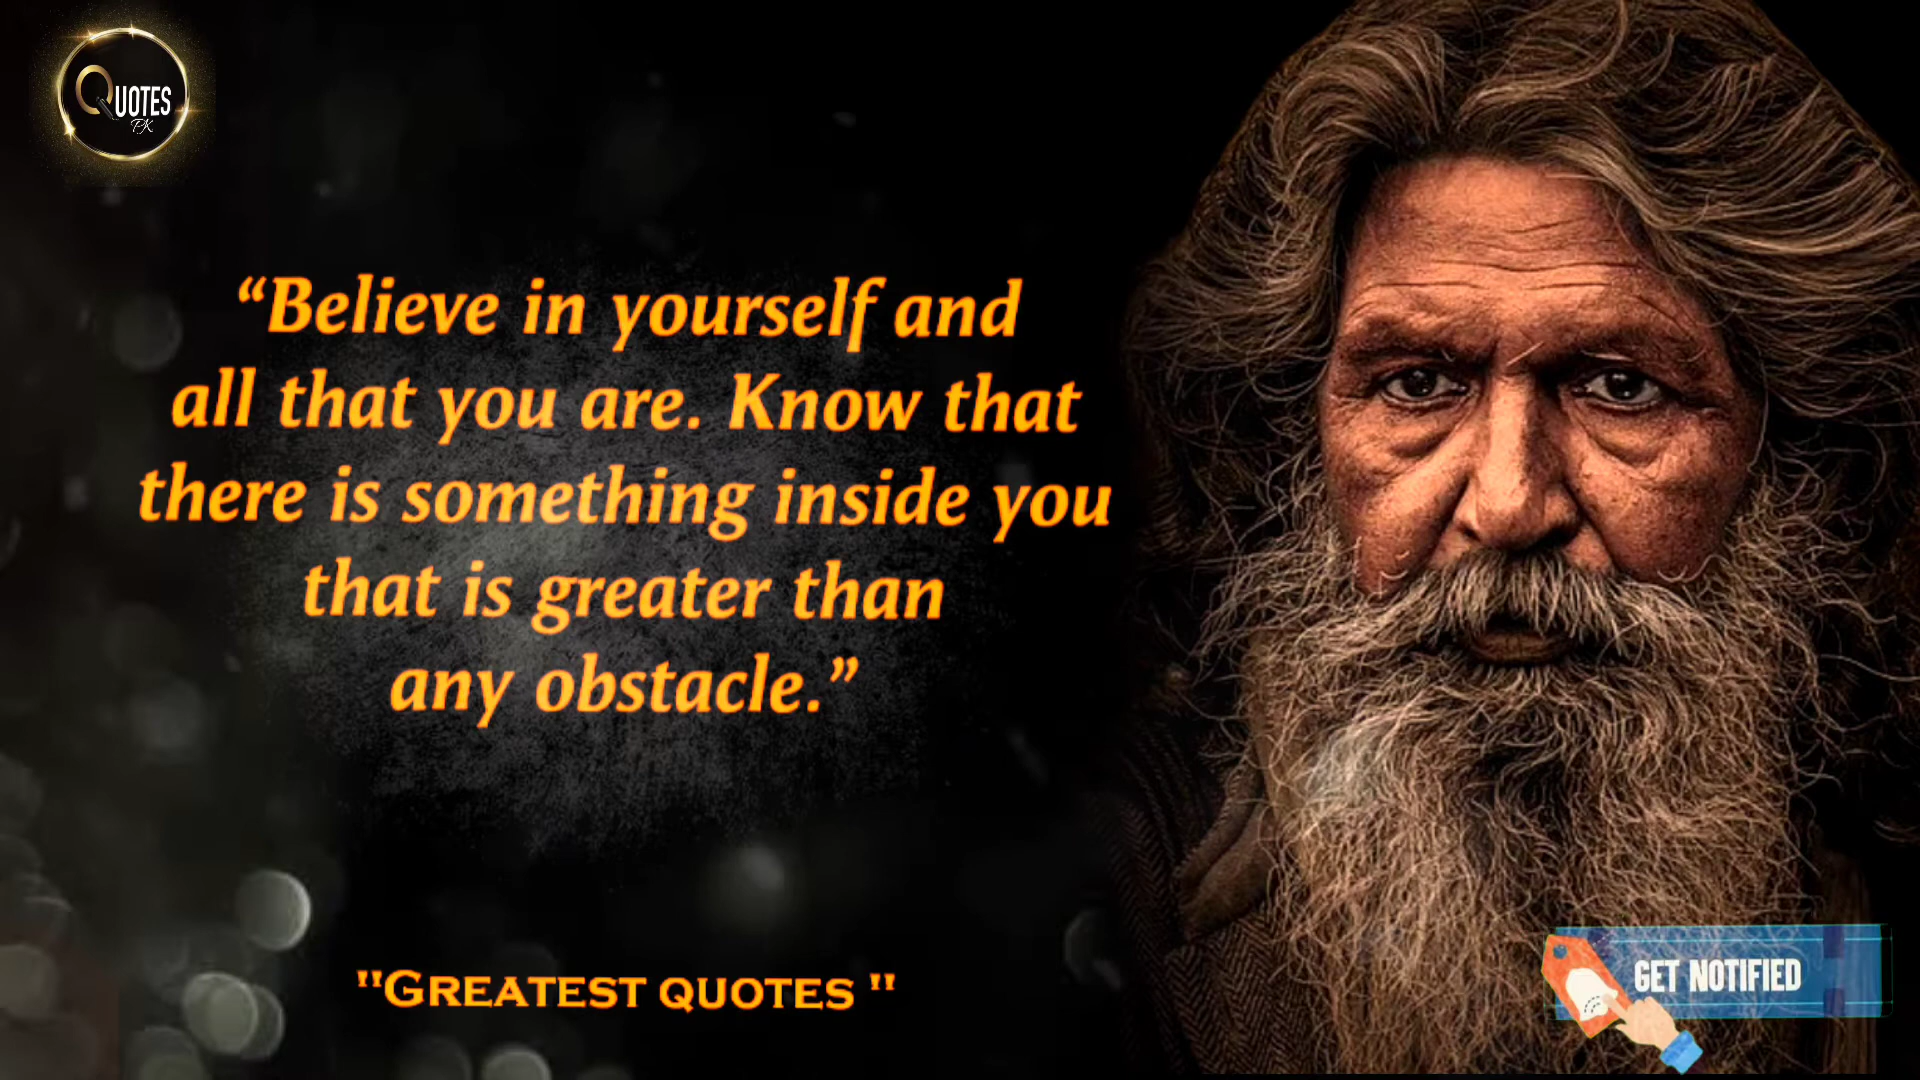 QUOTES
PK
“Believe in yourself and
all that you are. Know that
there is something inside you
that is greater than
any obstacle.”
"GREATEST QUOTES "
GET NOTIFIED